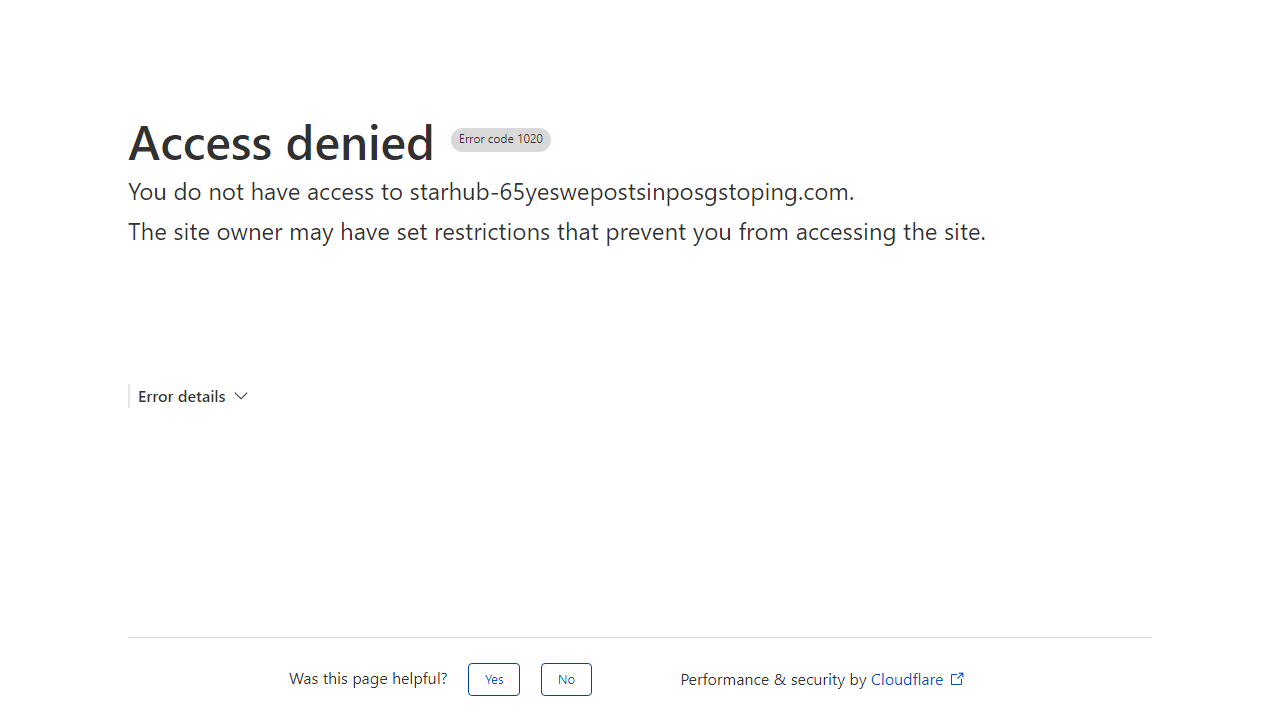 Access denied Error code 1020
You do not have access to starhub-65yeswepostsinposgstoping.com.
The site owner may have set restrictions that prevent you from accessing the site.
Error details
Was this page helpful? Yes No Performance & security by Cloudflare